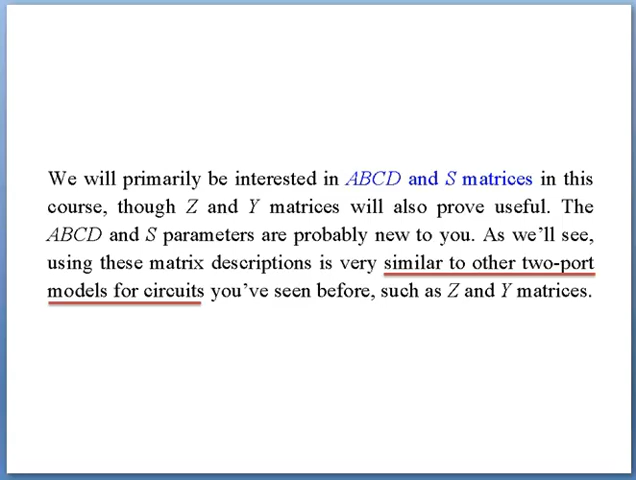 We will primarily be interested in ABCD and S matrices in this
course, though Z and Y matrices will also prove useful. The
ABCD and S parameters are probably new to you. As we’ll see,
using these matrix descriptions is very similar to other two-port
models for circuits you’ve seen before, such as Z and Y matrices.